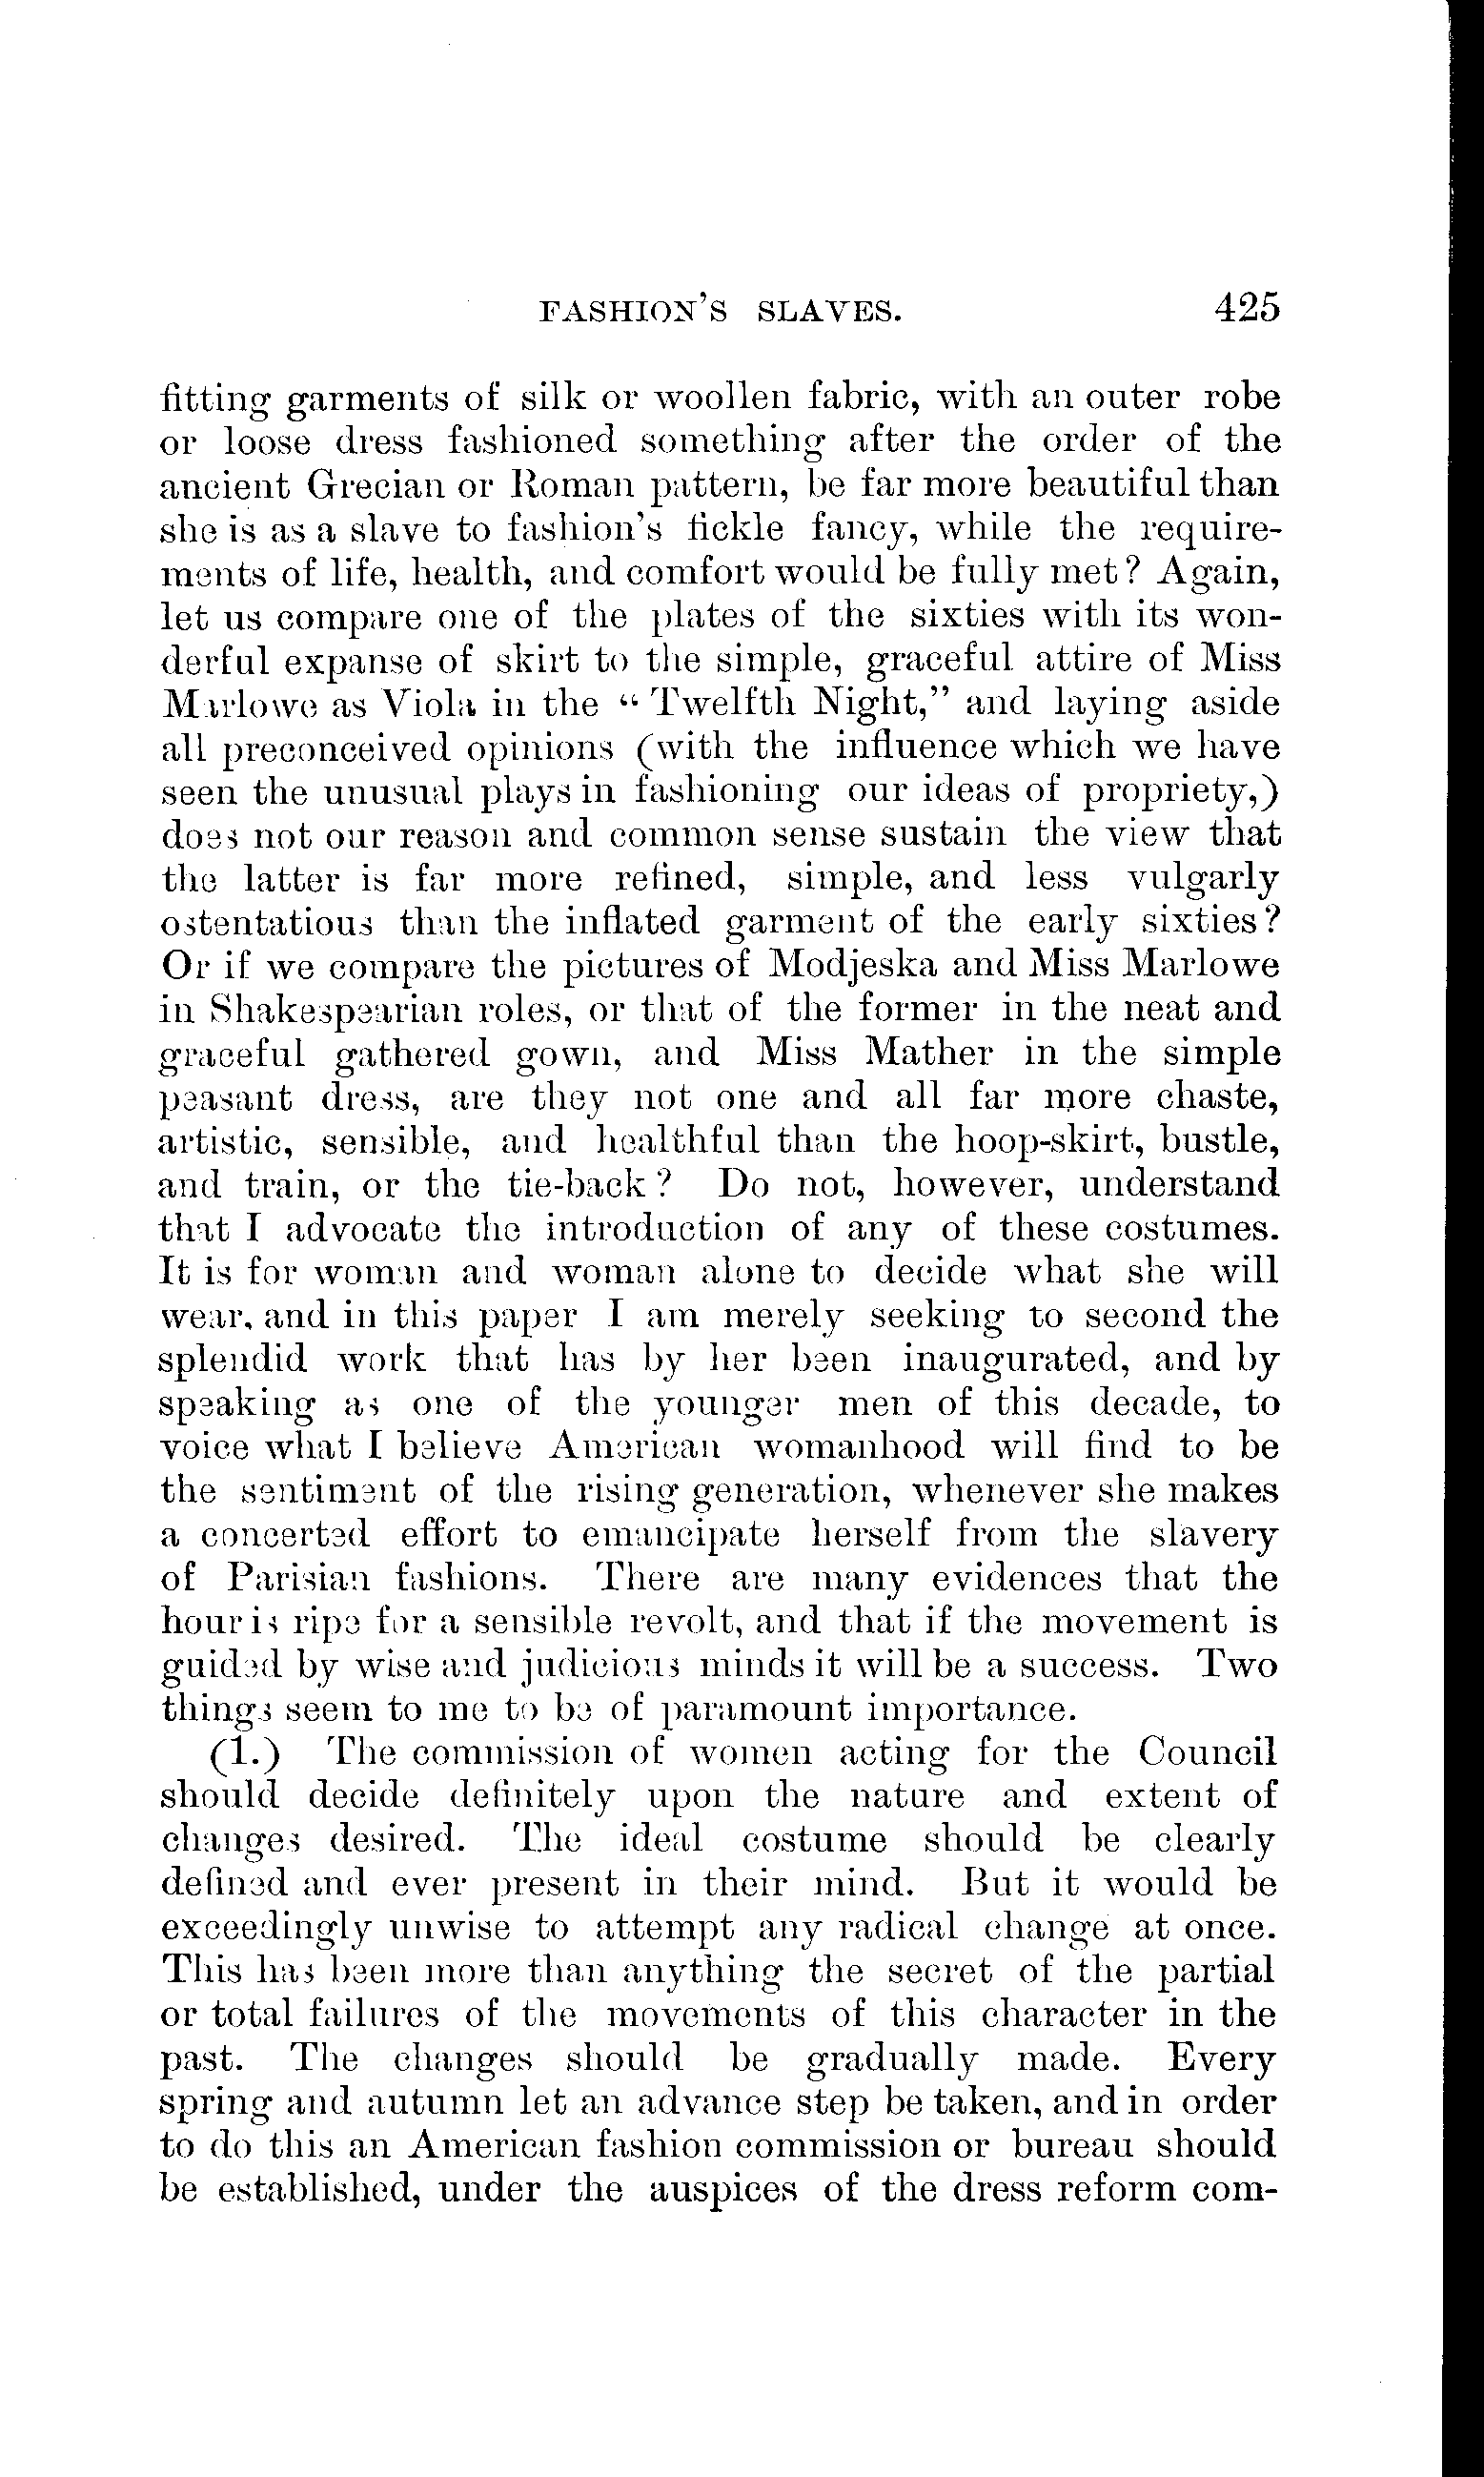 FASHION'S SLAVES. 425
fitting garments of silk or woollen fabric, with an outer robe
or loose dress fashioned something after the order of the
ancient Grecian or Roman pattern, be far more beautiful than
she is as a slave to fashion's fickle fancy, while the require-
ments of life, health, and comfort would be fully met? Again,
let us compare one of the plates of the sixties with its won-
derful expanse of skirt to the simple, graceful attire of Miss
Marlowe as Viola in the “ Twelfth Night,” and laying aside
all preconceived opinions (with the influence which we have
seen the unusual plays in fashioning our ideas of propriety,)
does not our reason and common sense sustain the view that
the latter is far more refined, simple, and less vulgarly
ostentatious than the inflated garment of the early sixties?
Or if we compare the pictures of Modjeska and Miss Marlowe
in Shakespearian roles, or that of the former in the neat and
graceful gathered gown, and Miss Mather in the simple
peasant dress, are they not one and all far more chaste,
artistic, sensible, and healthful than the hoop-skirt, bustle,
and train, or the tie-back? Do not, however, understand
that I advocate the introduction of any of these costumes.
It is for woman and woman alone to decide what she will
wear, and in this paper I am merely seeking to second the
splendid work that has by her been inaugurated, and by
speaking as one of the younger men of this decade, to
voice what I believe American womanhood will find to be
the sentiment of the rising generation, whenever she makes
a concerted effort to emancipate herself from the slavery
of Parisian fashions. There are many evidences that the
hour is ripe for a sensible revolt, and that if the movement is
guided by wise and judicious minds it will be a success. Two
things seem to me to be of paramount importance.
(1.) The commission of women acting for the Council
should decide definitely upon the nature and extent of
changes desired. The ideal costume should be clearly
defined and ever present in their mind. But it would be
exceedingly unwise to attempt any radical change at once.
This has been more than anything the secret of the partial
or total failures of the movements of this character in the
past. The changes should be gradually made. Every
spring and autumn let an advance step be taken, and in order
to do this an American fashion commission or bureau should
be established, under the auspices of the dress reform com-